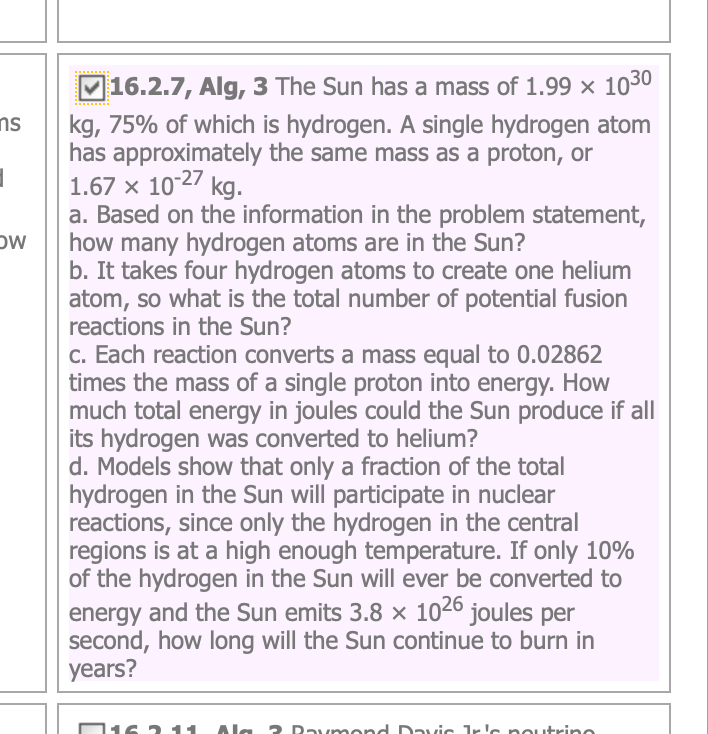 16.2.7, Alg, 3 The Sun has a mass of 1.99 × 10³⁰
kg, 75% of which is hydrogen. A single hydrogen atom
has approximately the same mass as a proton, or
1.67 × 10⁻²⁷ kg.
a. Based on the information in the problem statement,
how many hydrogen atoms are in the Sun?
b. It takes four hydrogen atoms to create one helium
atom, so what is the total number of potential fusion
reactions in the Sun?
c. Each reaction converts a mass equal to 0.02862
times the mass of a single proton into energy. How
much total energy in joules could the Sun produce if all
its hydrogen was converted to helium?
d. Models show that only a fraction of the total
hydrogen in the Sun will participate in nuclear
reactions, since only the hydrogen in the central
regions is at a high enough temperature. If only 10%
of the hydrogen in the Sun will ever be converted to
energy and the Sun emits 3.8 × 10²⁶ joules per
second, how long will the Sun continue to burn in
years?
16.2.11, Alg, 3 Raymond Davis Jr.'s neutrino